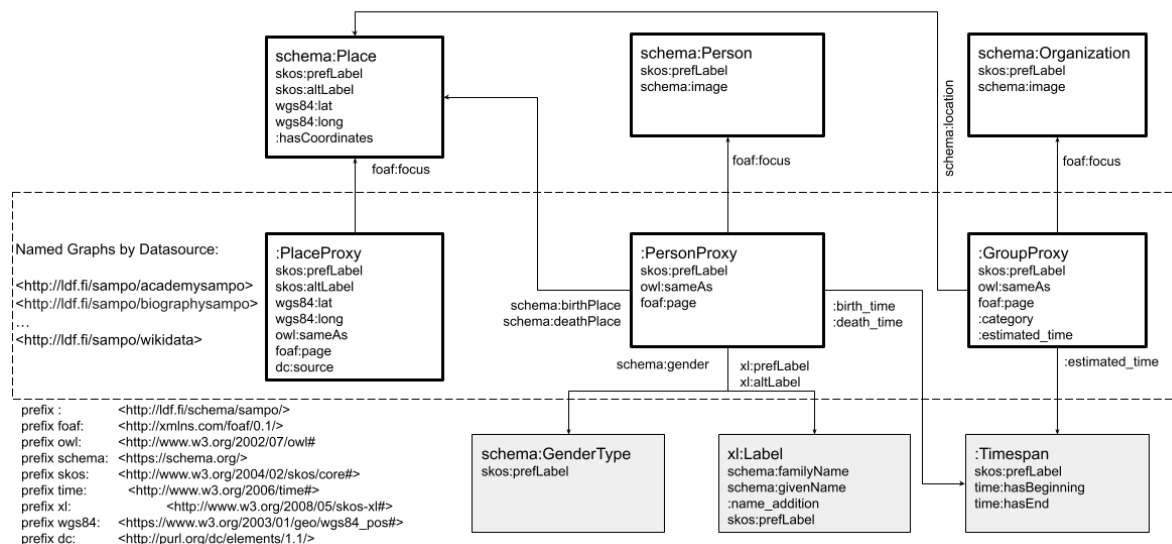 schema:Place
skos:prefLabel
skos:altLabel
wgs84:lat
wgs84:long
:hasCoordinates
schema:Person
skos:prefLabel
schema:image
schema:Organization
skos:prefLabel
schema:image
schema:location
foaf:focus
foaf:focus
foaf:focus
Named Graphs by Datasource:
<http://ldf.fi/sampo/academysampo>
<http://ldf.fi/sampo/biographysampo>
...
<http://ldf.fi/sampo/wikidata>
:PlaceProxy
skos:prefLabel
skos:altLabel
wgs84:lat
wgs84:long
owl:sameAs
foaf:page
dc:source
schema:birthPlace
schema:deathPlace
:PersonProxy
skos:prefLabel
owl:sameAs
foaf:page
:birth_time
:death_time
:GroupProxy
skos:prefLabel
owl:sameAs
foaf:page
:category
:estimated_time
schema:gender
xl:prefLabel
xl:altLabel
:estimated_time
prefix : <http://ldf.fi/schema/sampo/>
prefix foaf: <http://xmlns.com/foaf/0.1/>
prefix owl: <http://www.w3.org/2002/07/owl#
prefix schema: <https://schema.org/>
prefix skos: <http://www.w3.org/2004/02/skos/core#>
prefix time: <http://www.w3.org/2006/time#>
prefix xl: <http://www.w3.org/2008/05/skos-xl#>
prefix wgs84: <https://www.w3.org/2003/01/geo/wgs84_pos#>
prefix dc: <http://purl.org/dc/elements/1.1/>
schema:GenderType
skos:prefLabel
xl:Label
schema:familyName
schema:givenName
:name_addition
skos:prefLabel
:Timespan
skos:prefLabel
time:hasBeginning
time:hasEnd